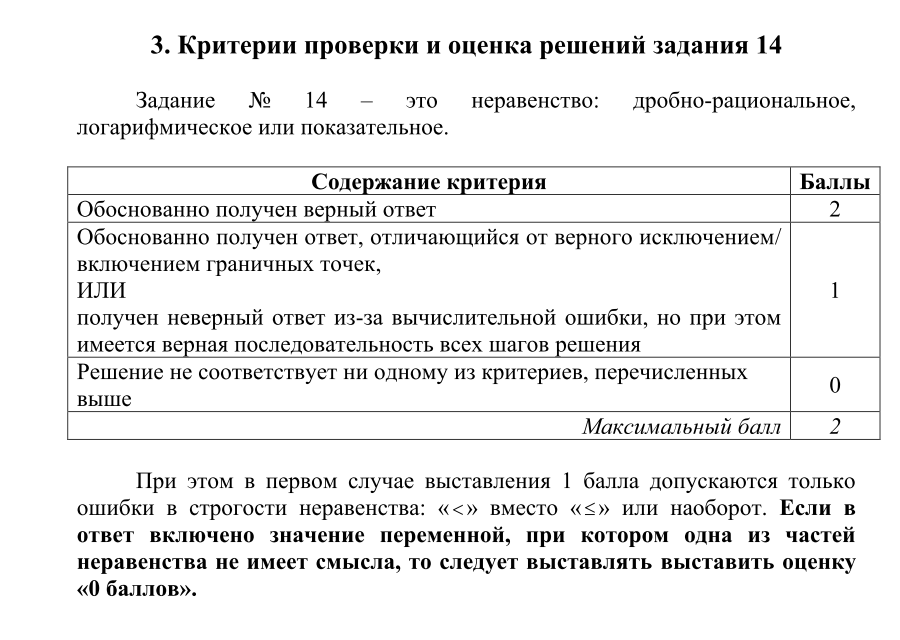 3. Критерии проверки и оценка решений задания 14
Задание № 14 – это неравенство: дробно-рациональное,
логарифмическое или показательное.
Содержание критерия Баллы
Обоснованно получен верный ответ 2
Обоснованно получен ответ, отличающийся от верного исключением/
включением граничных точек,
ИЛИ
получен неверный ответ из-за вычислительной ошибки, но при этом
имеется верная последовательность всех шагов решения
1
Решение не соответствует ни одному из критериев, перечисленных
выше
0
Максимальный балл 2
При этом в первом случае выставления 1 балла допускаются только
ошибки в строгости неравенства: «<» вместо «≤» или наоборот. Если в
ответ включено значение переменной, при котором одна из частей
неравенства не имеет смысла, то следует выставлять выставить оценку
«0 баллов».